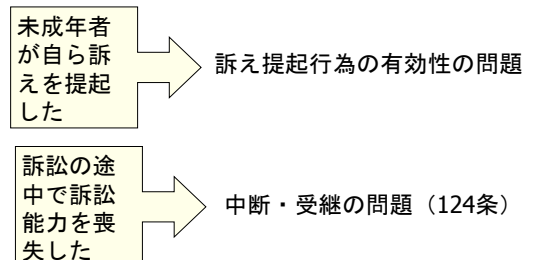 未成年者
が自ら訴
えを提起
した
訴え提起行為の有効性の問題
訴訟の途
中で訴訟
能力を喪
失した
中断・受継の問題（124条）